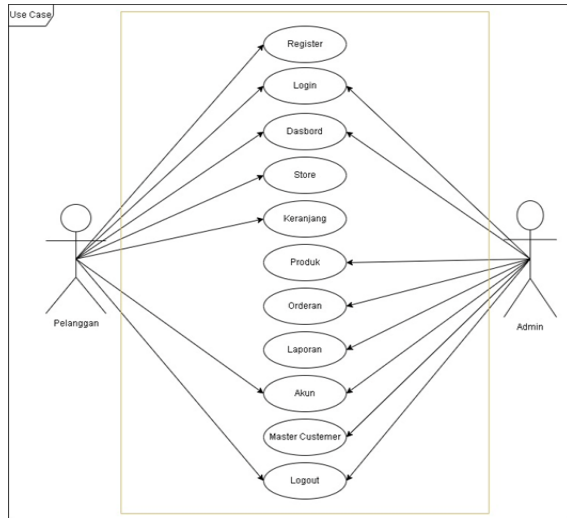 Use Case
Register
Login
Dasbord
Store
Keranjang
Produk
Orderan
Pelanggan
Admin
Laporan
Akun
Master Custemer
Logout